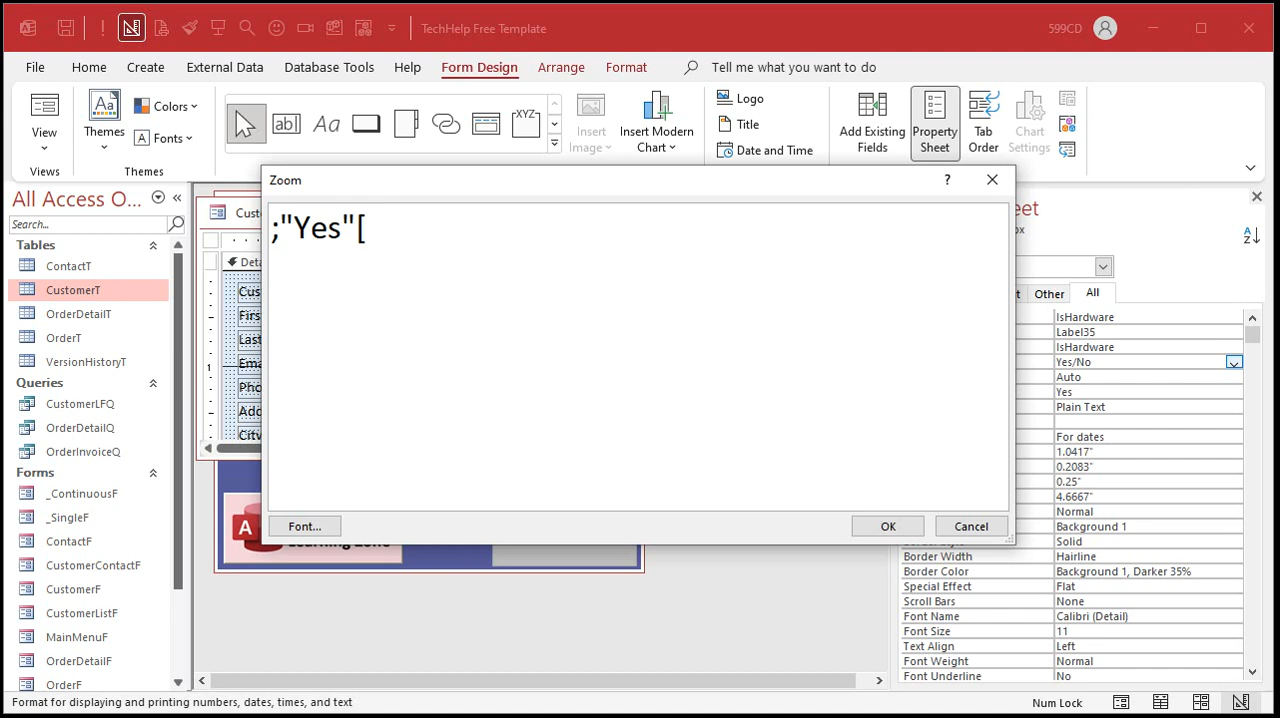 TechHelp Free Template
599CD
File Home Create External Data Database Tools Help Form Design Arrange Format Tell me what you want to do
View
Views
Themes
Colors
Fonts
Themes
ab|
Aa
XYZ
Insert Image
Insert Modern Chart
Logo
Title
Date and Time
Add Existing Fields
Property Sheet
Tab Order
Chart Settings
All Access O...
Search...
Tables
ContactT
CustomerT
OrderDetailT
OrderT
VersionHistoryT
Queries
CustomerLFQ
OrderDetailQ
OrderInvoiceQ
Forms
_ContinuousF
_SingleF
ContactF
CustomerContactF
CustomerF
CustomerListF
MainMenuF
OrderDetailF
OrderF
Zoom
? ×
;"Yes"[
Font...
OK
Cancel
Other
All
IsHardware
Label35
IsHardware
Yes/No
Auto
Yes
Plain Text
For dates
1.0417"
0.2083"
0.25"
4.6667"
Normal
Background 1
Solid
Border Width Hairline
Border Color Background 1, Darker 35%
Special Effect Flat
Scroll Bars None
Font Name Calibri (Detail)
Font Size 11
Text Align Left
Font Weight Normal
Font Underline No
Format for displaying and printing numbers, dates, times, and text
Num Lock